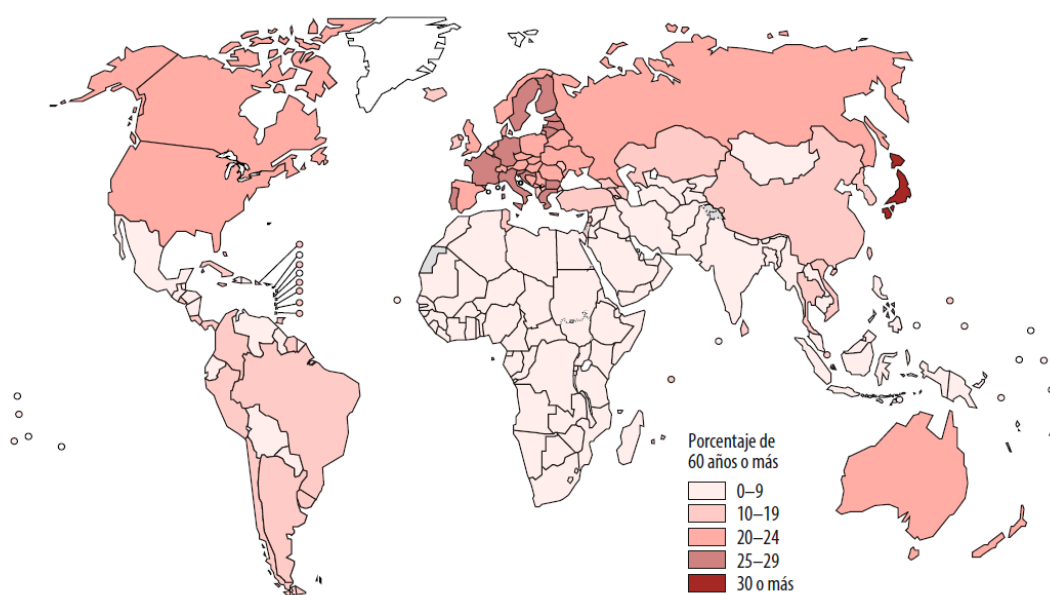 Porcentaje de
60 años o más
0–9
10–19
20–24
25–29
30 o más